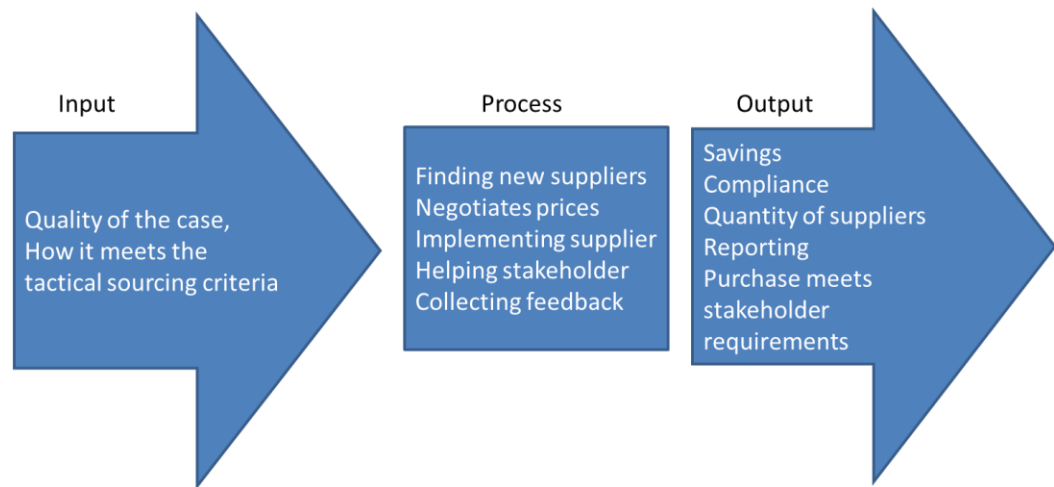 Input
Quality of the case,
How it meets the
tactical sourcing criteria
Process
Finding new suppliers
Negotiates prices
Implementing supplier
Helping stakeholder
Collecting feedback
Output
Savings
Compliance
Quantity of suppliers
Reporting
Purchase meets
stakeholder
requirements